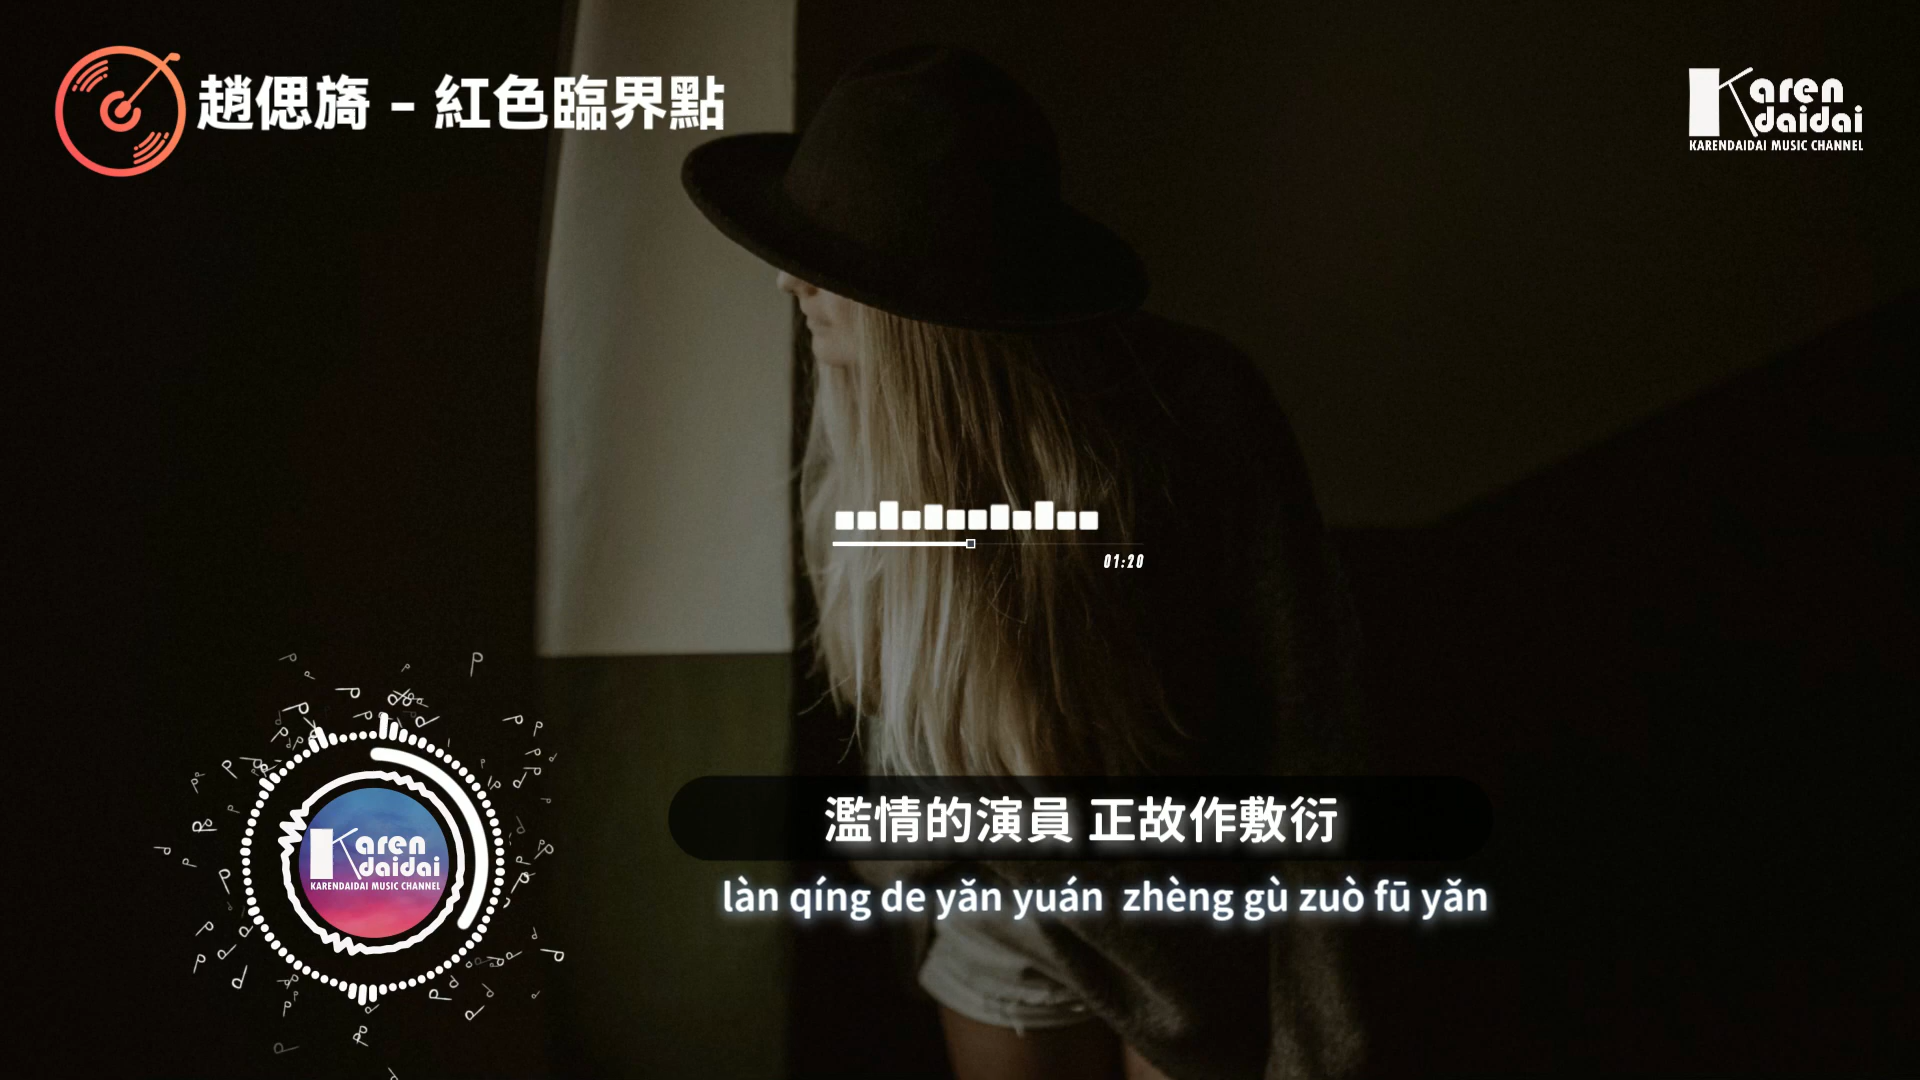 趙偲旖 – 紅色臨界點
Karen
daidai
KARENDAIDAI MUSIC CHANNEL
01:20
濫情的演員 正故作敷衍
làn qíng de yǎn yuán zhèng gù zuò fū yǎn
Karen
daidai
KARENDAIDAI MUSIC CHANNEL